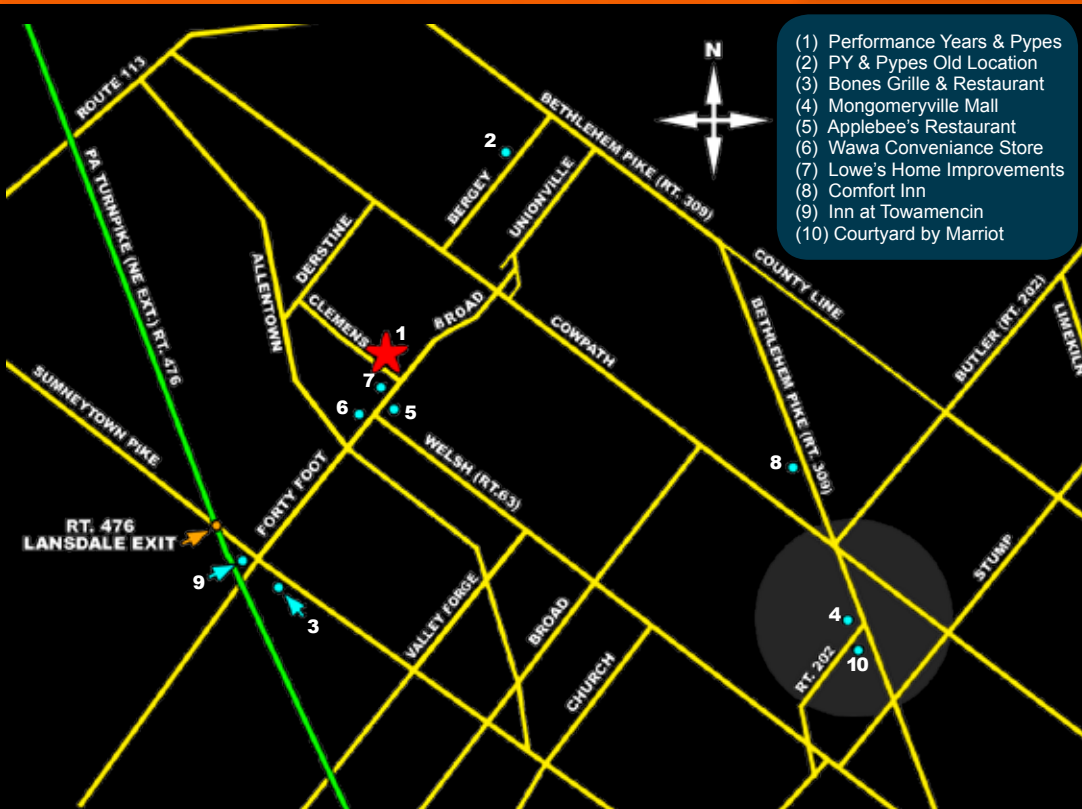 (1) Performance Years & Pypes
(2) PY & Pypes Old Location
(3) Bones Grille & Restaurant
(4) Mongomeryville Mall
(5) Applebee's Restaurant
(6) Wawa Conveniance Store
(7) Lowe's Home Improvements
(8) Comfort Inn
(9) Inn at Towamencin
(10) Courtyard by Marriot
N
ROUTE 113
PA TURNPIKE (NE EXT.) RT. 476
BETHLEHEM PIKE (RT. 309)
2
BERGEY
UNIONVILLE
DERSTINE
ALLENTOWN
CLEMENS
BROAD
1
COUNTY LINE
BETHLEHEM PIKE (RT. 309)
BUTLER (RT. 202)
LIMEKILN
COWPATH
SUMNEYTOWN PIKE
7
6
5
WELSH (RT.63)
8
FORTY FOOT
RT. 476
LANSDALE EXIT
9
3
VALLEY FORGE
BROAD
CHURCH
STUMP
4
10
RT. 202